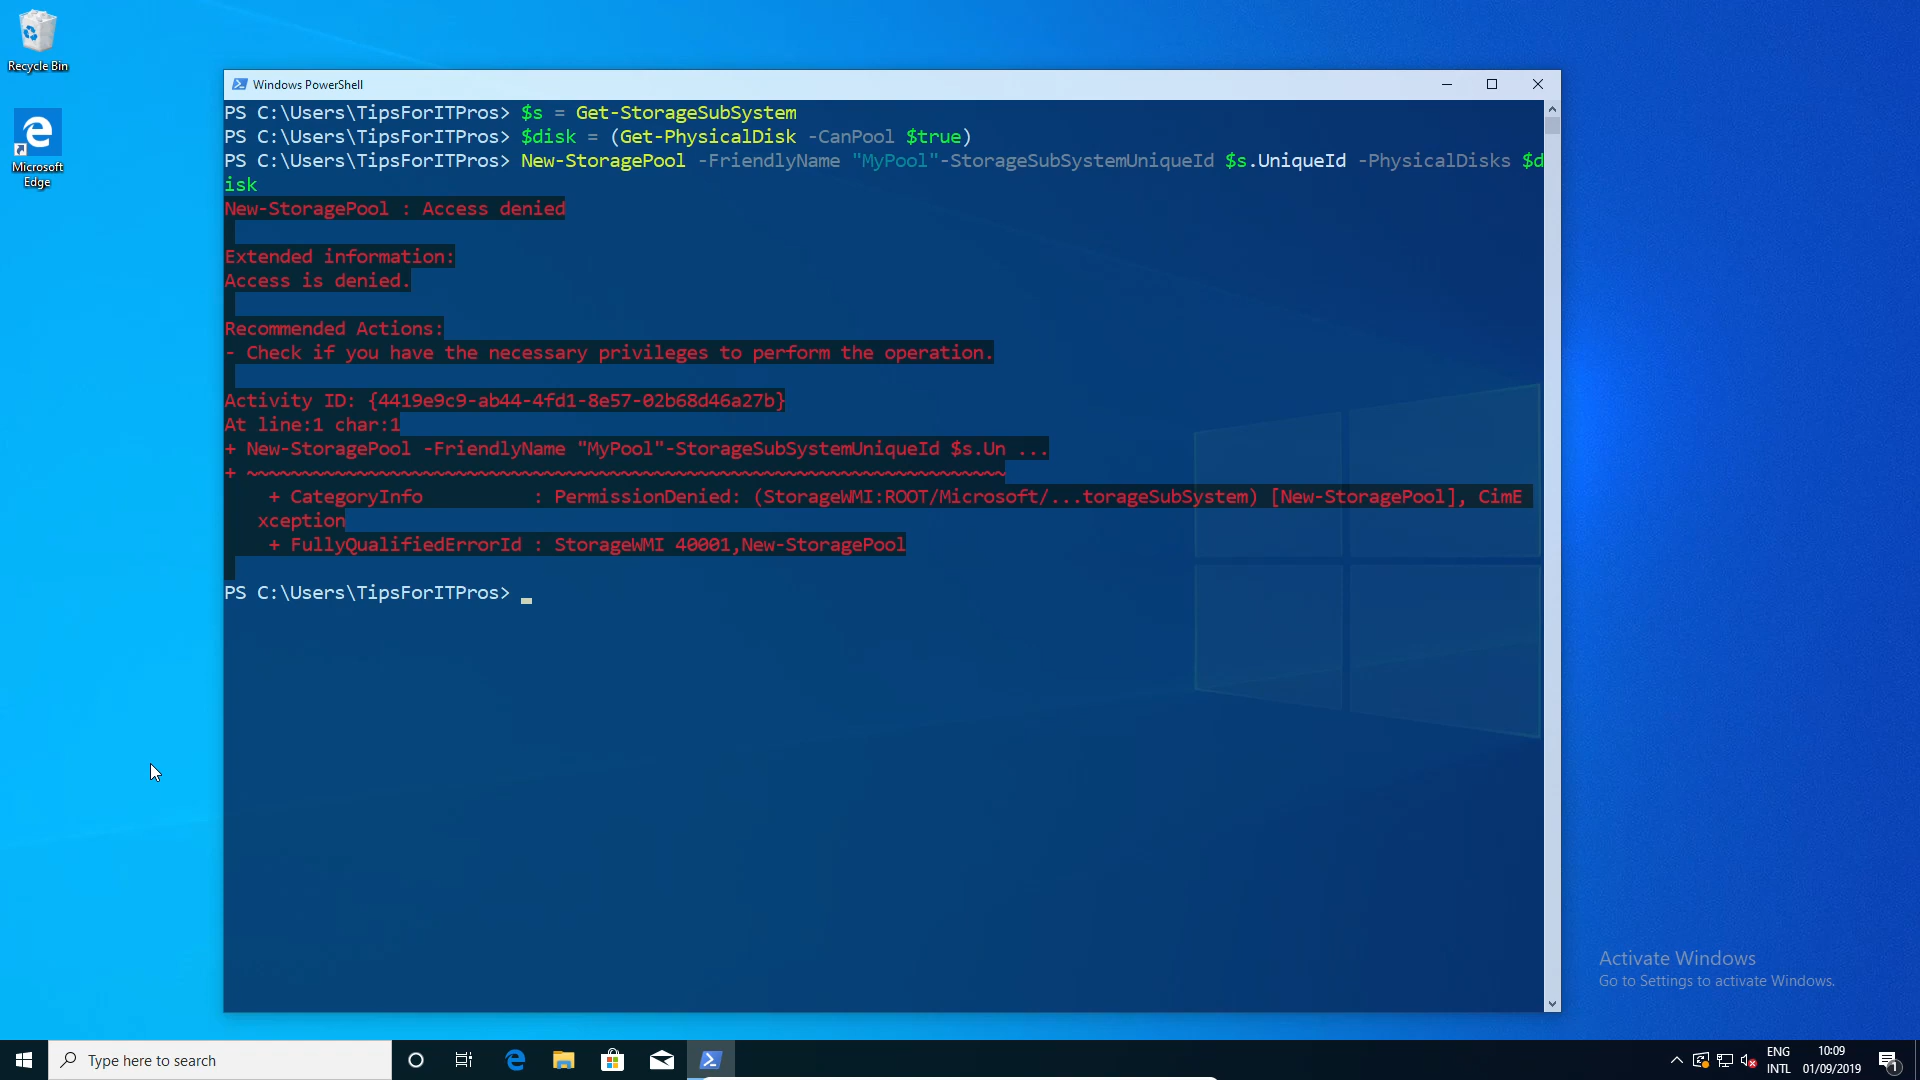 Recycle Bin
Microsoft
Edge
Windows PowerShell
PS C:\Users\TipsForITPros> $s = Get-StorageSubSystem
PS C:\Users\TipsForITPros> $disk = (Get-PhysicalDisk -CanPool $true)
PS C:\Users\TipsForITPros> New-StoragePool -FriendlyName "MyPool"-StorageSubSystemUniqueId $s.UniqueId -PhysicalDisks $d
isk
New-StoragePool : Access denied
Extended information:
Access is denied.
Recommended Actions:
- Check if you have the necessary privileges to perform the operation.
Activity ID: {4419e9c9-ab44-4fd1-8e57-02b68d46a27b}
At line:1 char:1
+ New-StoragePool -FriendlyName "MyPool"-StorageSubSystemUniqueId $s.Un ...
+ ~~~~~~~~~~~~~~~~~~~~~~~~~~~~~~~~~~~~~~~~~~~~~~~~~~~~~~~~~~~~~~~~~~~~~
+ CategoryInfo : PermissionDenied: (StorageWMI:ROOT/Microsoft/...torageSubSystem) [New-StoragePool], CimE
xception
+ FullyQualifiedErrorId : StorageWMI 40001,New-StoragePool
PS C:\Users\TipsForITPros>
Activate Windows
Go to Settings to activate Windows.
Type here to search
ENG
INTL
10:09
01/09/2019
1